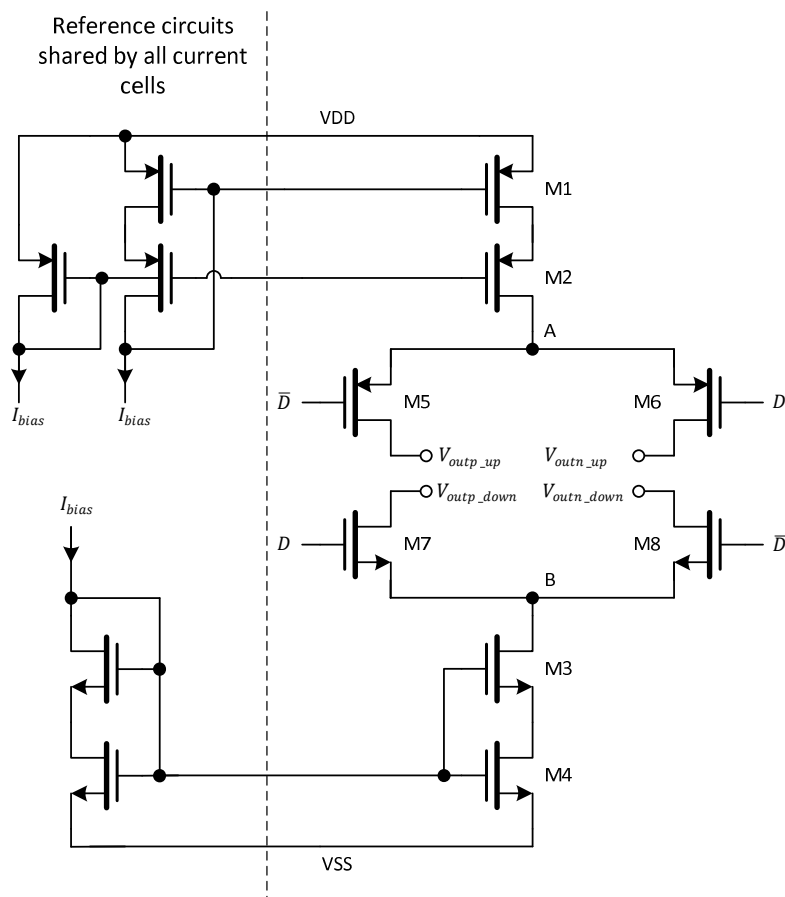 Reference circuits
shared by all current
cells
VDD
M1
M2
A
I_bias
I_bias
D̅
M5
M6
D
V_outp_up
V_outn_up
V_outp_down
V_outn_down
I_bias
D
M7
M8
D̅
B
M3
M4
VSS